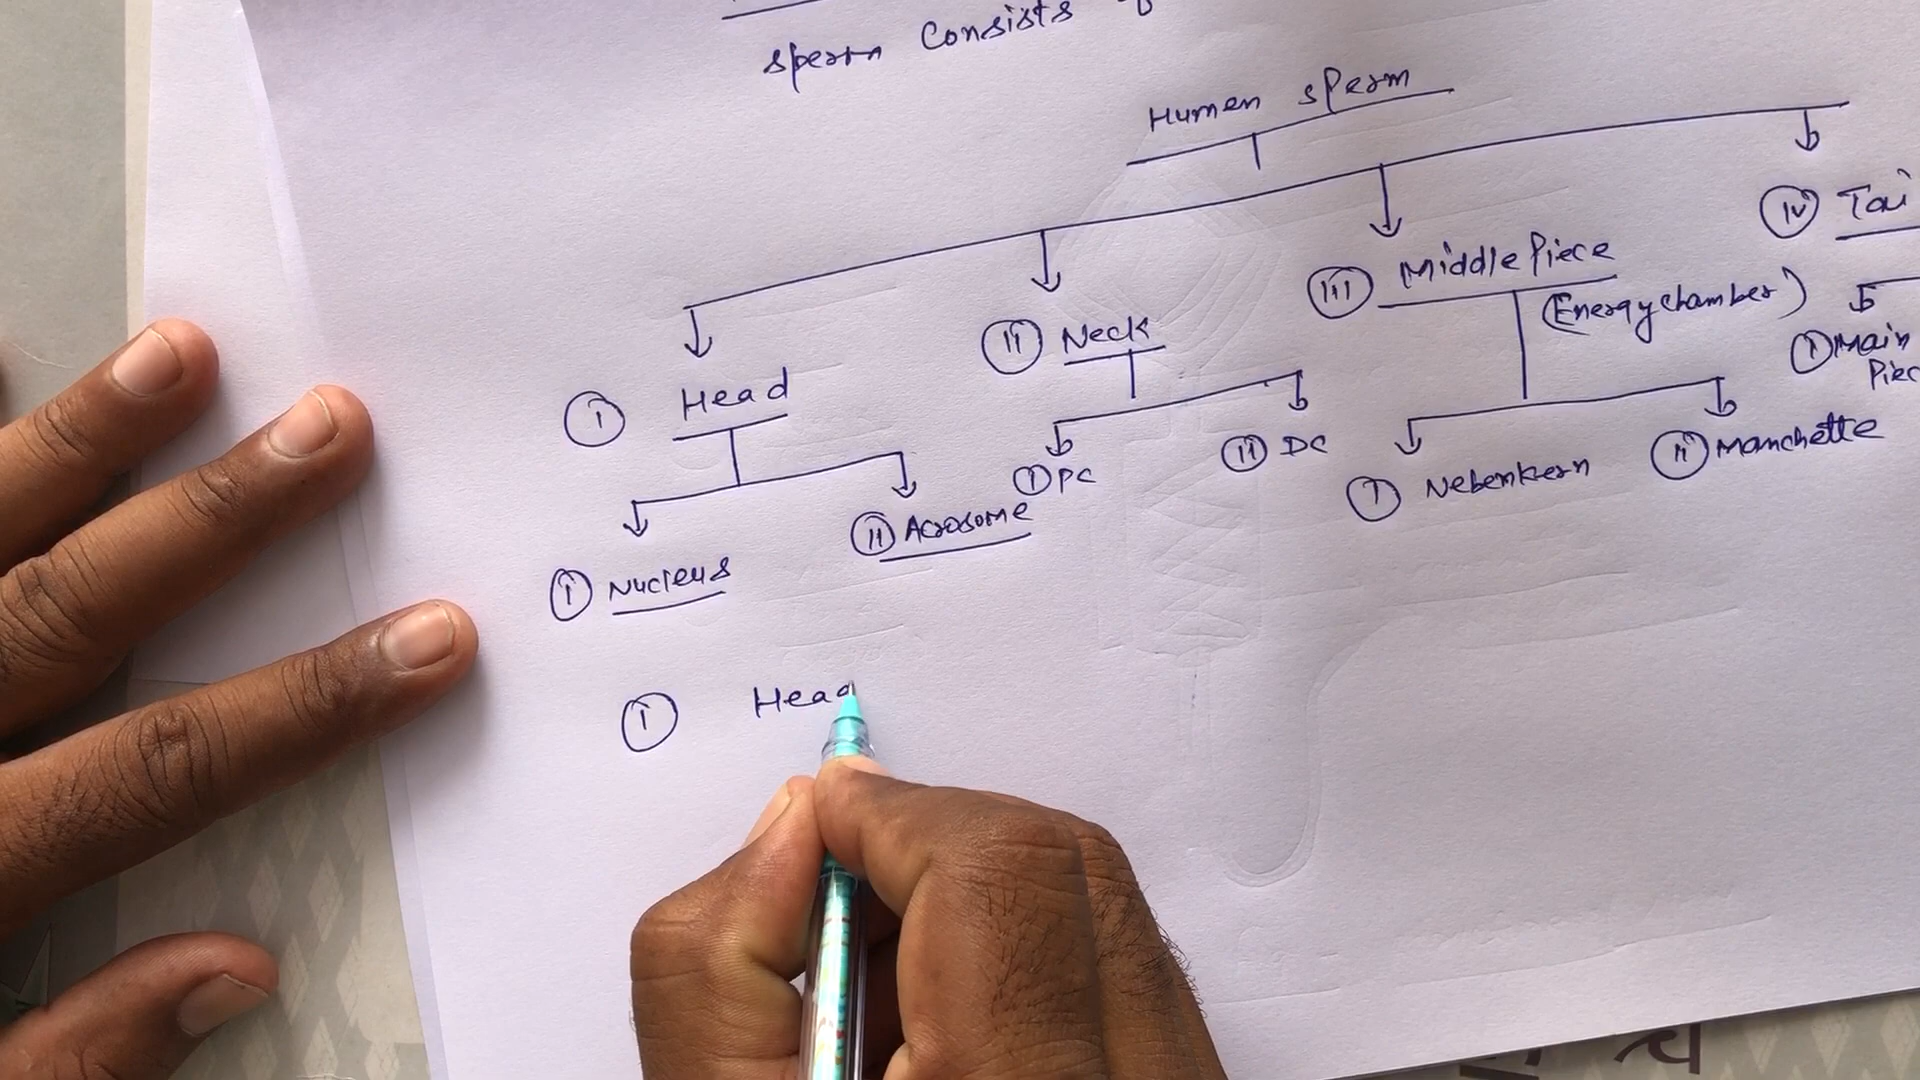 Sperm Consists
Human Sperm
(I) Head
(II) Neck
(III) Middle Piece
(Energy chamber)
(IV) Tai
(I) Nucleus
(II) Acrosome
(I) PC
(II) DC
(I) Nebenkern
(II) Manchette
(I) Main
Piec
(I) Head